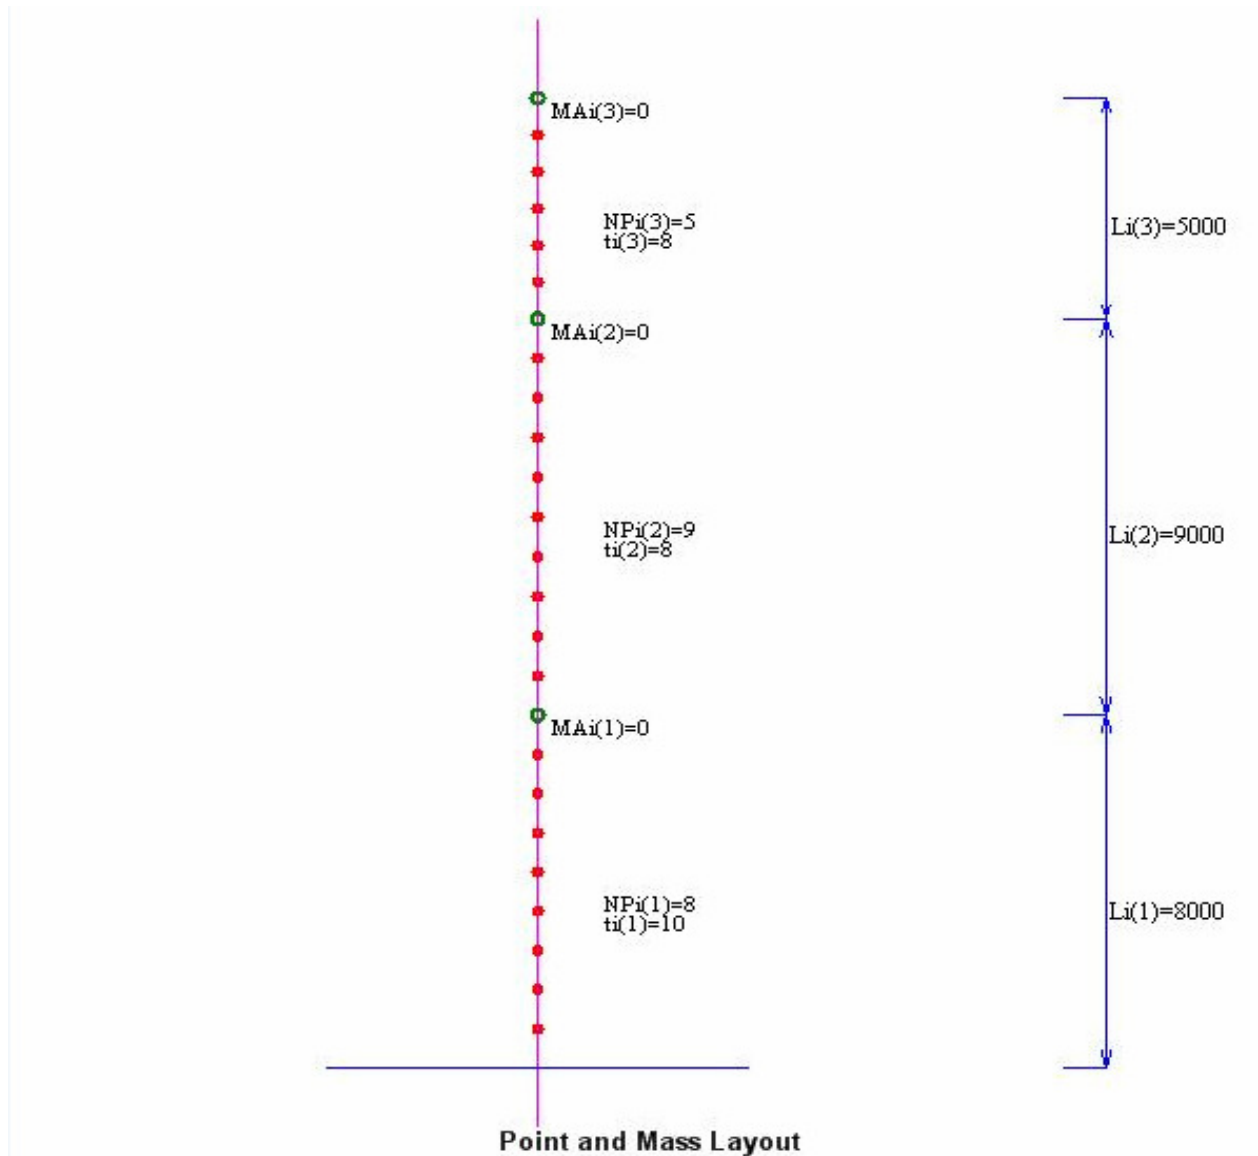 MAi(3)=0
NPi(3)=5
ti(3)=8
Li(3)=5000
MAi(2)=0
NPi(2)=9
ti(2)=8
Li(2)=9000
MAi(1)=0
NPi(1)=8
ti(1)=10
Li(1)=8000
Point and Mass Layout